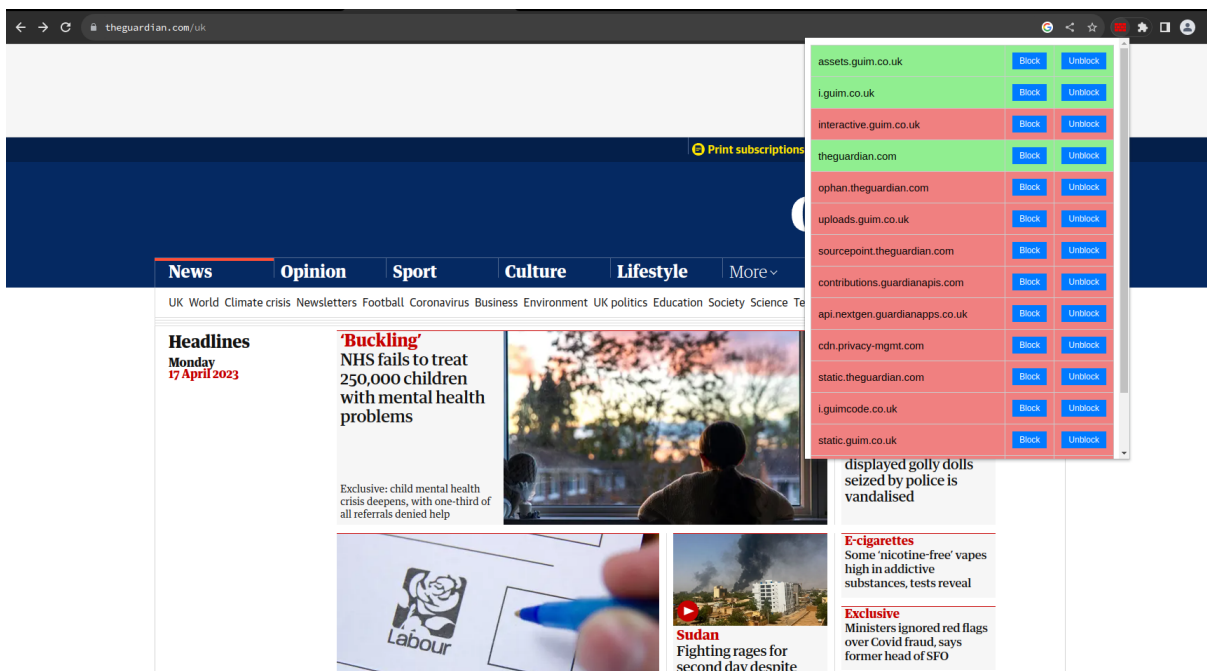 theguardian.com/uk
assets.guim.co.uk Block Unblock
i.guim.co.uk Block Unblock
interactive.guim.co.uk Block Unblock
theguardian.com Block Unblock
ophan.theguardian.com Block Unblock
uploads.guim.co.uk Block Unblock
sourcepoint.theguardian.com Block Unblock
contributions.guardianapis.com Block Unblock
api.nextgen.guardianapps.co.uk Block Unblock
cdn.privacy-mgmt.com Block Unblock
static.theguardian.com Block Unblock
i.guimcode.co.uk Block Unblock
static.guim.co.uk Block Unblock
Print subscriptions
News Opinion Sport Culture Lifestyle More
UK World Climate crisis Newsletters Football Coronavirus Business Environment UK politics Education Society Science Te
Headlines
Monday
17 April 2023
‘Buckling’
NHS fails to treat
250,000 children
with mental health
problems
Exclusive: child mental health
crisis deepens, with one-third of
all referrals denied help
displayed golly dolls
seized by police is
vandalised
Labour
Sudan
Fighting rages for
second day despite
E-cigarettes
Some ‘nicotine-free’ vapes
high in addictive
substances, tests reveal
Exclusive
Ministers ignored red flags
over Covid fraud, says
former head of SFO